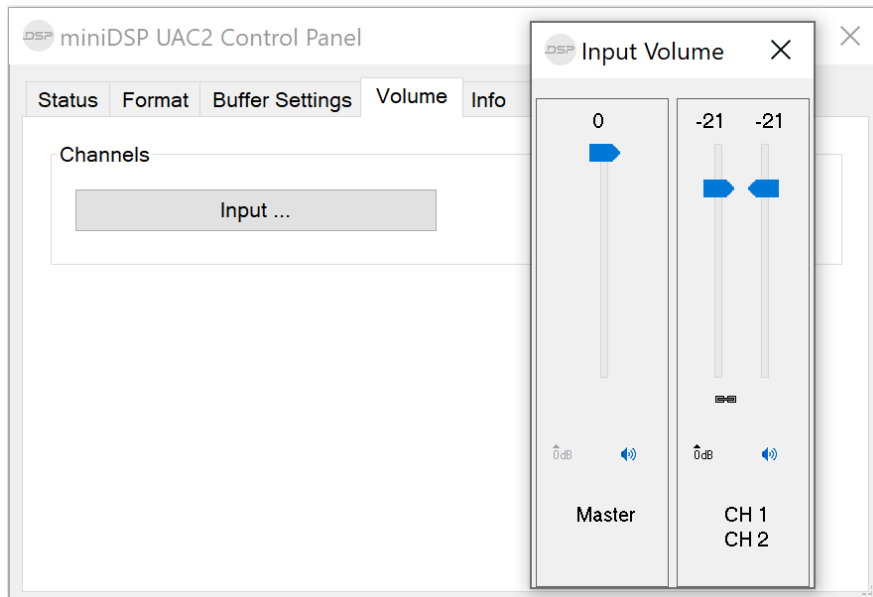 DSP miniDSP UAC2 Control Panel
Status Format Buffer Settings Volume Info
Channels
Input ...
DSP Input Volume
0
0dB
Master
-21 -21
0dB
CH 1
CH 2